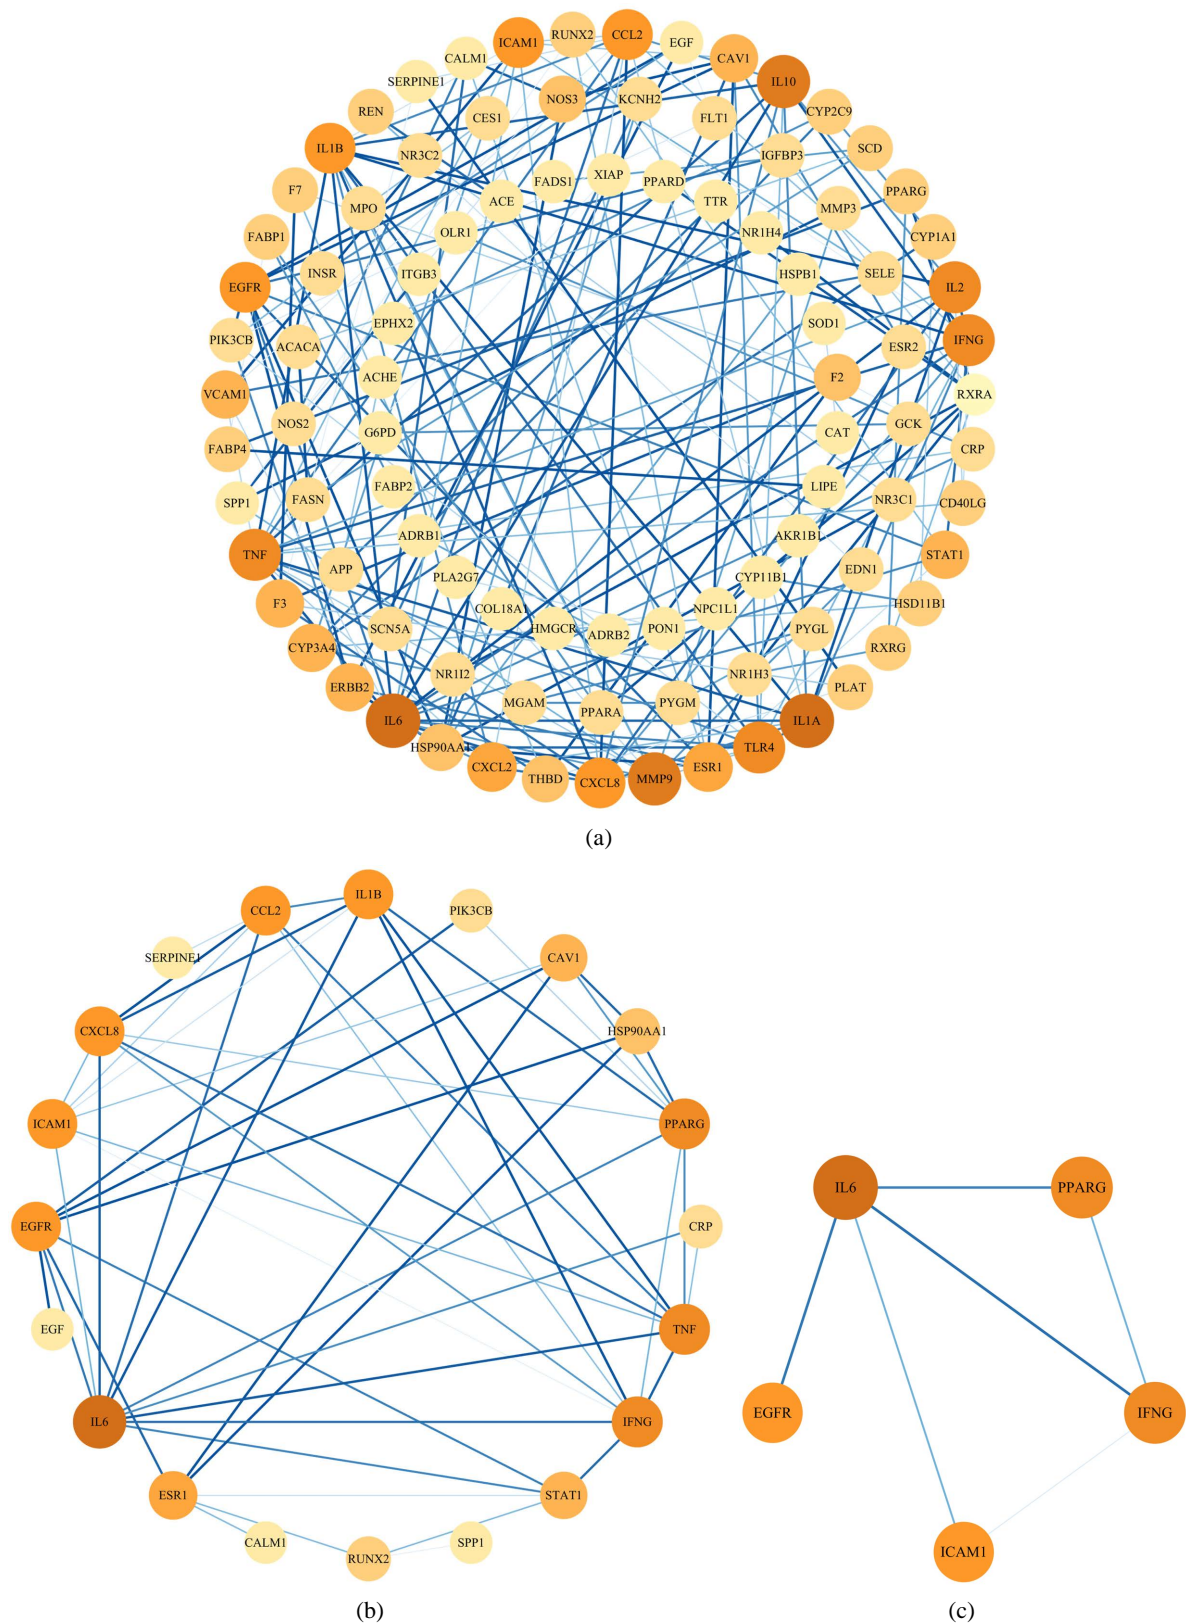 CCL2
RUNX2
EGF
ICAM1
CAV1
CALM1
IL10
SERPINE1
NOS3
KCNH2
REN
CES1
FLT1
CYP2C9
IL1B
NR3C2
IGFBP3
SCD
XIAP
FADS1
PPARD
F7
MPO
ACE
TTR
MMP3
PPARG
FABP1
OLR1
NR1H4
CYP1A1
INSR
ITGB3
HSPB1
SELE
EGFR
IL2
PIK3CB
ACACA
EPHX2
SOD1
ESR2
IFNG
ACHE
F2
VCAM1
RXRA
NOS2
G6PD
CAT
GCK
FABP4
CRP
FABP2
LIPE
SPP1
FASN
NR3C1
CD40LG
ADRB1
AKR1B1
TNF
STAT1
APP
PLA2G7
CYP11B1
EDN1
F3
COL18A1
NPC1L1
HSD11B1
SCN5A
HMGCR
ADRB2
PON1
PYGL
CYP3A4
RXRG
NR1I2
NR1H3
ERBB2
MGAM
PPARA
PYGM
PLAT
IL6
IL1A
HSP90AA1
TLR4
CXCL2
THBD
CXCL8
MMP9
ESR1
(a)
IL1B
CCL2
PIK3CB
SERPINE1
CAV1
CXCL8
HSP90AA1
ICAM1
PPARG
EGFR
CRP
EGF
TNF
IL6
IFNG
ESR1
STAT1
CALM1
RUNX2
SPP1
(b)
IL6
PPARG
EGFR
IFNG
ICAM1
(c)